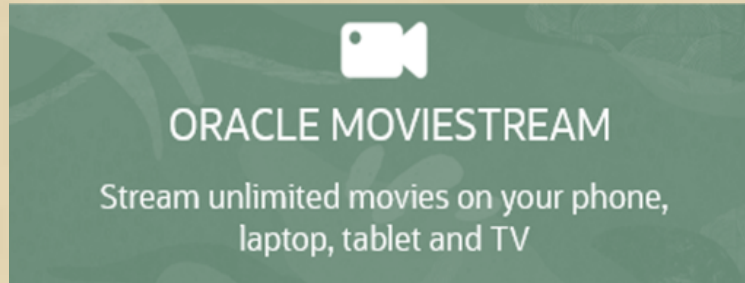 ORACLE MOVIESTREAM
Stream unlimited movies on your phone,
laptop, tablet and TV